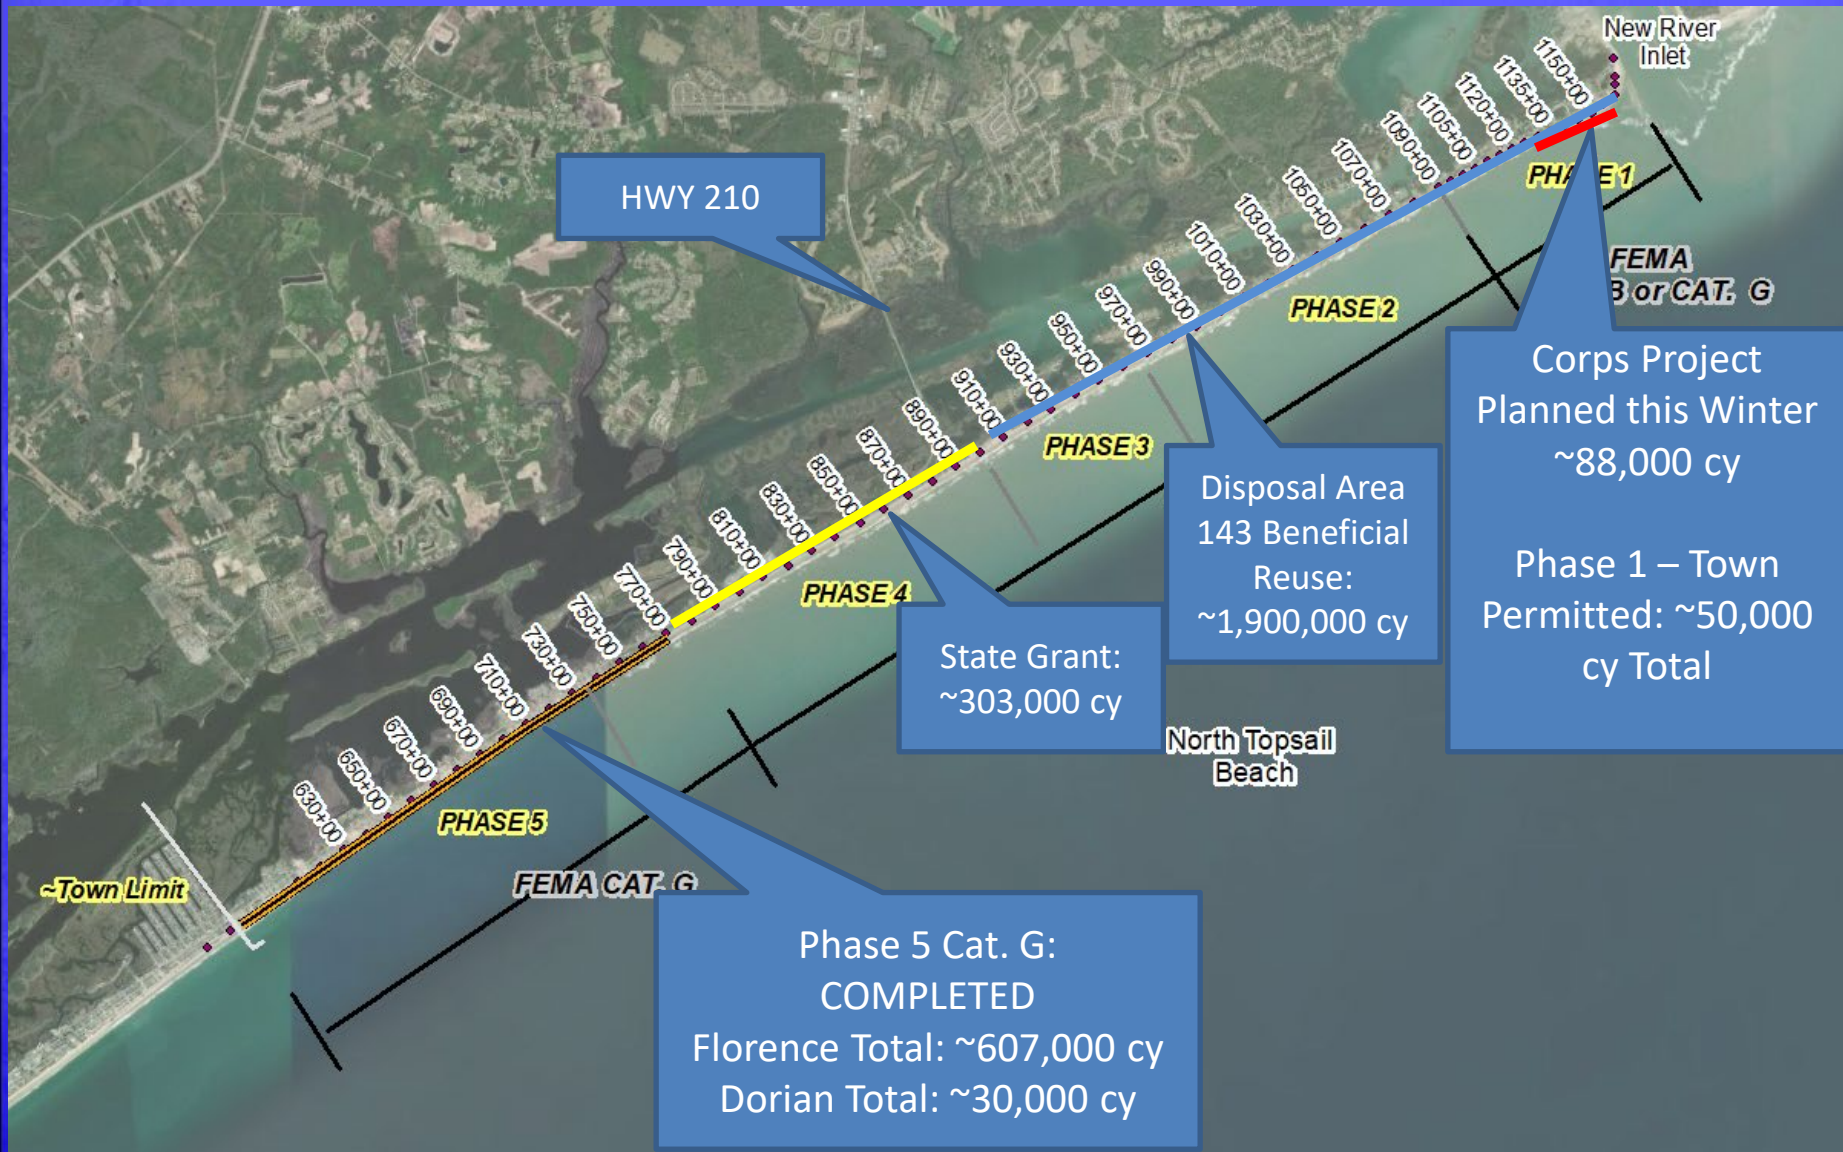 New River
Inlet
1150+00
1135+00
1120+00
1105+00
1090+00
1070+00
1050+00
1030+00
1010+00
990+00
970+00
950+00
930+00
910+00
890+00
870+00
850+00
830+00
810+00
790+00
770+00
750+00
730+00
710+00
690+00
670+00
650+00
630+00
HWY 210
PHASE 1
FEMA
B or CAT. G
PHASE 2
PHASE 3
PHASE 4
PHASE 5
Corps Project
Planned this Winter
~88,000 cy
Phase 1 – Town
Permitted: ~50,000
cy Total
Disposal Area
143 Beneficial
Reuse:
~1,900,000 cy
State Grant:
~303,000 cy
North Topsail
Beach
~Town Limit
FEMA CAT. G
Phase 5 Cat. G:
COMPLETED
Florence Total: ~607,000 cy
Dorian Total: ~30,000 cy